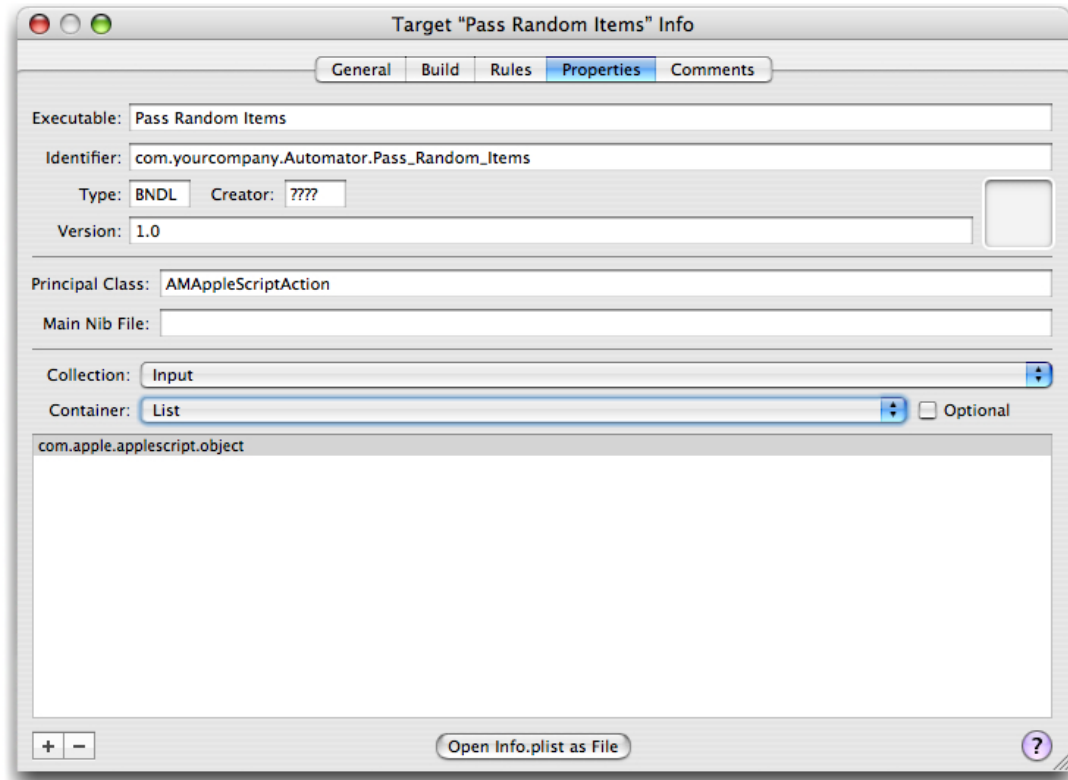 Target “Pass Random Items” Info
General Build Rules Properties Comments
Executable: Pass Random Items
Identifier: com.yourcompany.Automator.Pass_Random_Items
Type: BNDL Creator: ????
Version: 1.0
Principal Class: AMAppleScriptAction
Main Nib File:
Collection: Input
Container: List Optional
com.apple.applescript.object
+ − Open Info.plist as File ?